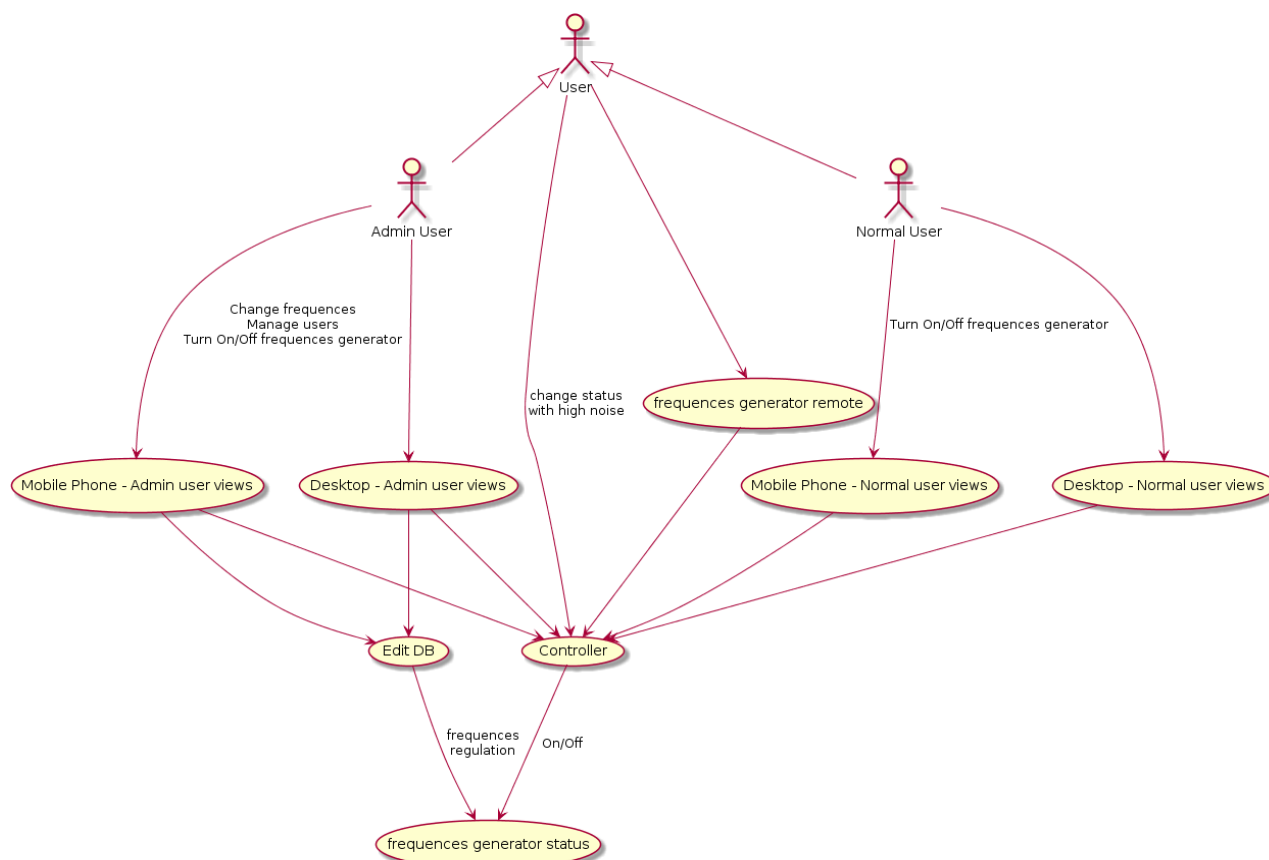 User
Admin User
Normal User
Change frequences
Manage users
Turn On/Off frequences generator
Turn On/Off frequences generator
change status
with high noise
frequences generator remote
Mobile Phone - Admin user views
Desktop - Admin user views
Mobile Phone - Normal user views
Desktop - Normal user views
Edit DB
Controller
frequences
regulation
On/Off
frequences generator status